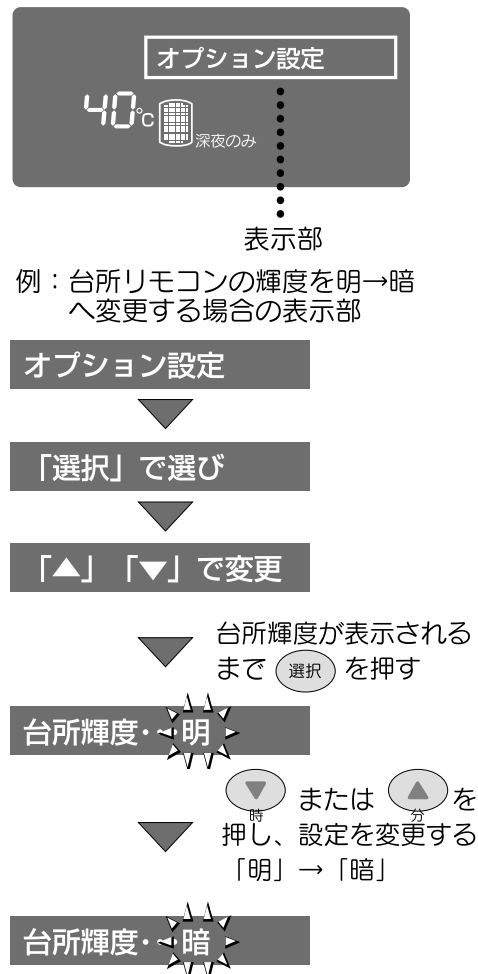 オプション設定
40℃
深夜のみ
表示部
例：台所リモコンの輝度を明→暗
へ変更する場合の表示部
オプション設定
「選択」で選び
「▲」「▼」で変更
台所輝度が表示される
まで 選択 を押す
台所輝度・・明
▼ または ▲ を
時 分
押し、設定を変更する
「明」→「暗」
台所輝度・・暗